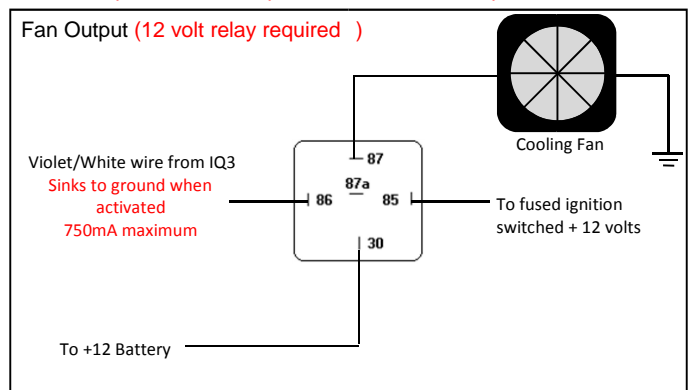 Fan Output (12 volt relay required )
Cooling Fan
87
Violet/White wire from IQ3
Sinks to ground when
activated
750mA maximum
87a
86
85
To fused ignition
switched + 12 volts
30
To +12 Battery